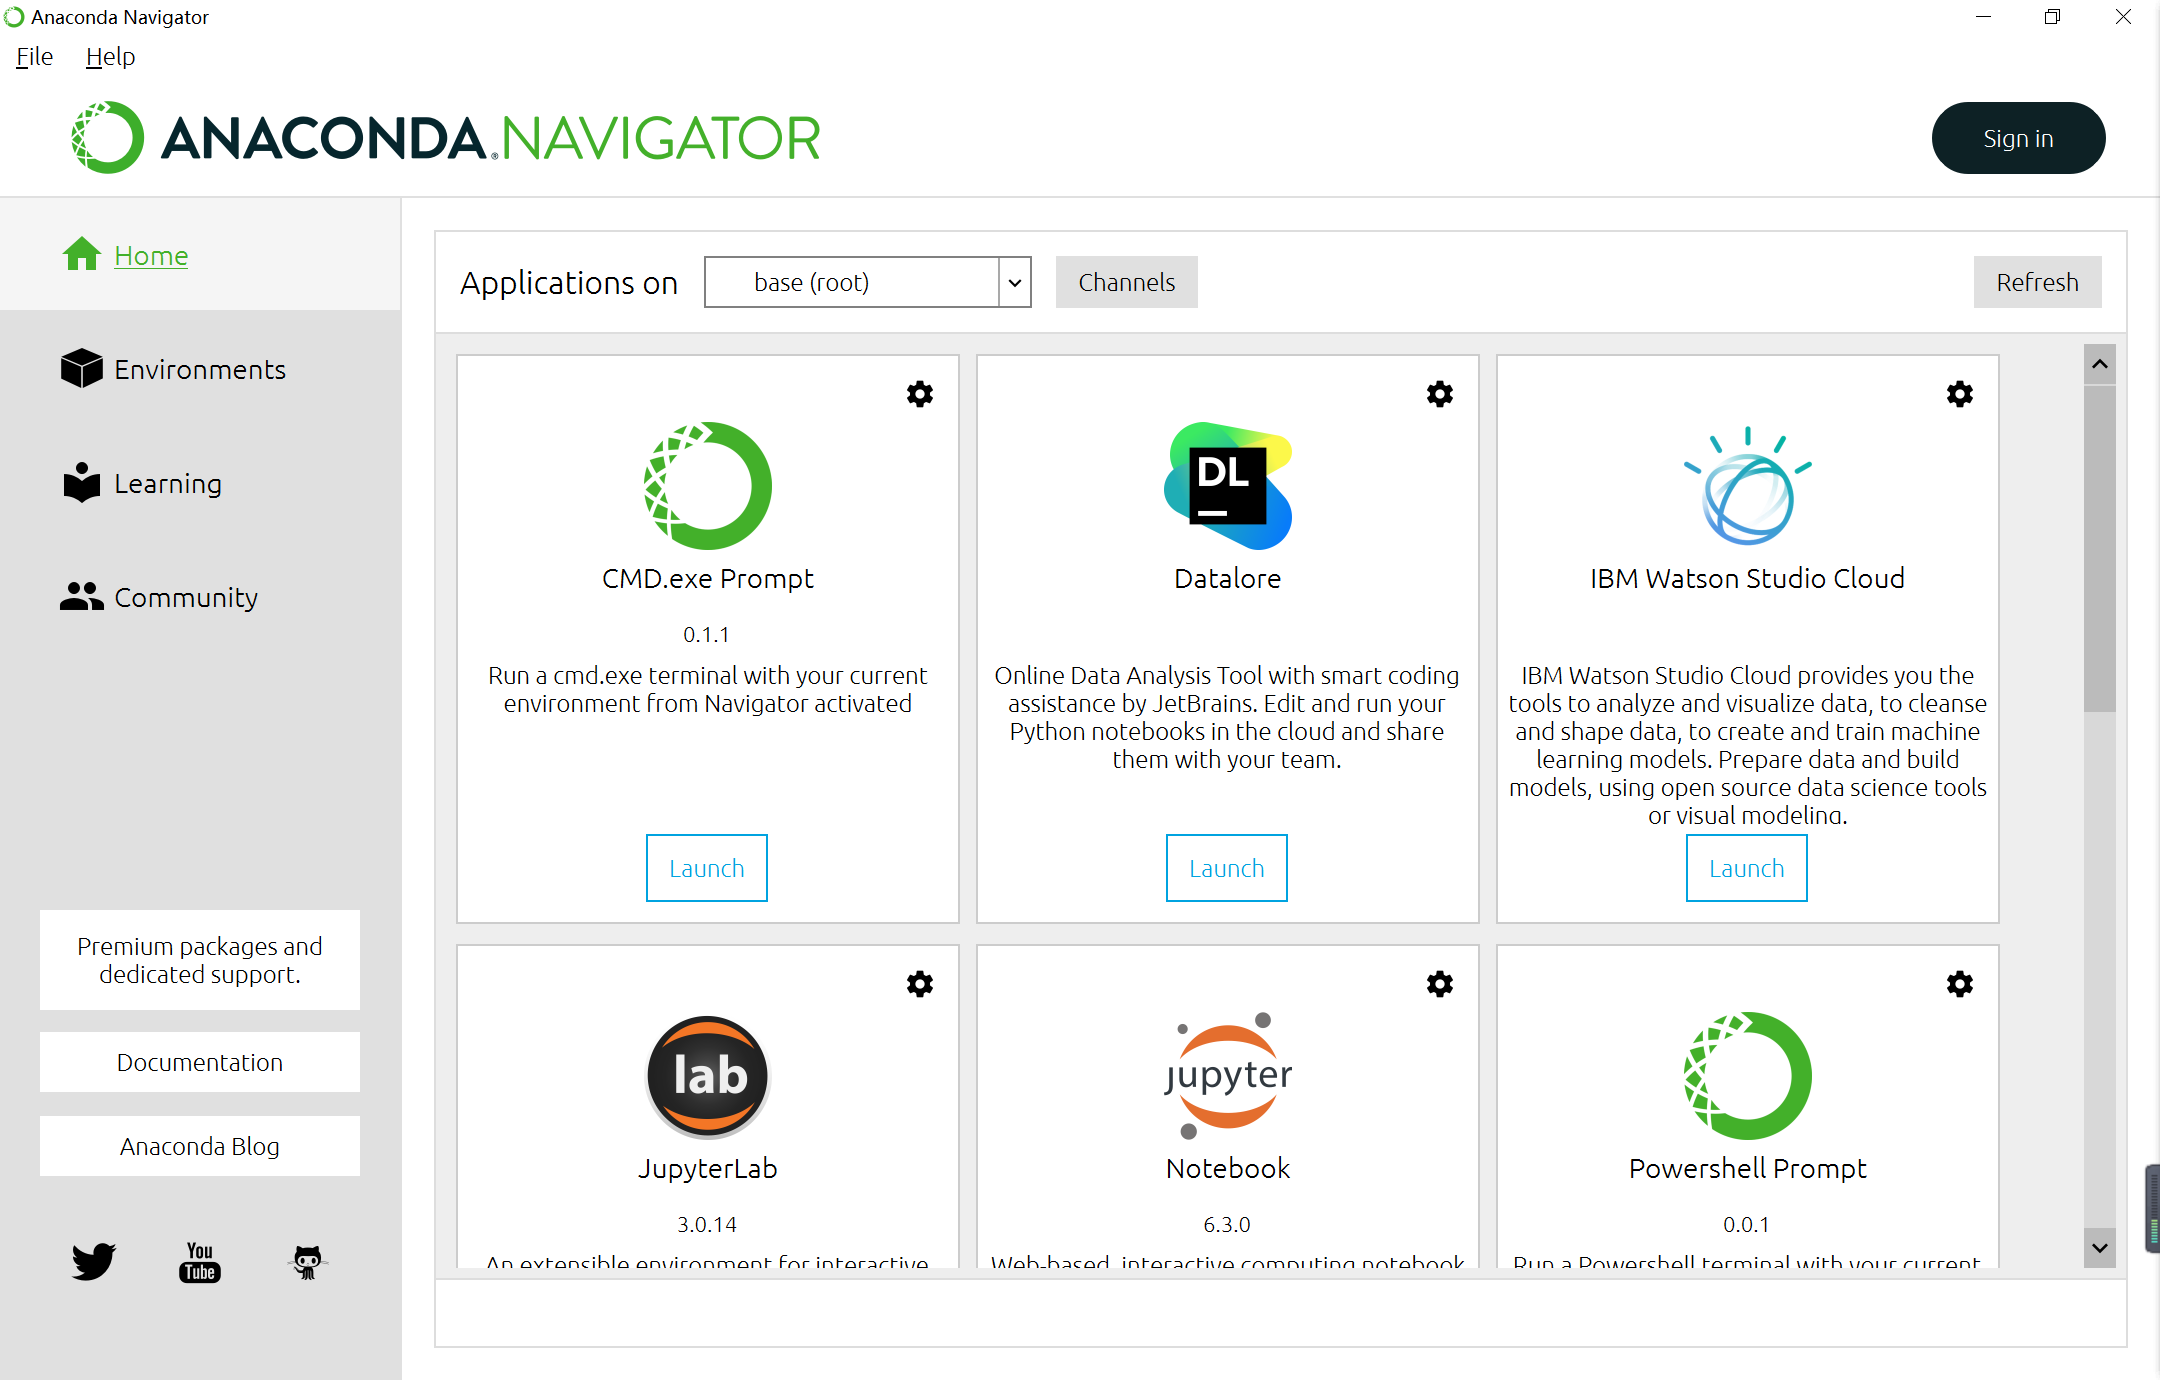 Anaconda Navigator
File Help
ANACONDA.NAVIGATOR
Sign in
Home
Environments
Learning
Community
Premium packages and
dedicated support.
Documentation
Anaconda Blog
You
Tube
Applications on base (root) Channels Refresh
CMD.exe Prompt
0.1.1
Run a cmd.exe terminal with your current
environment from Navigator activated
Launch
DL
Datalore
Online Data Analysis Tool with smart coding
assistance by JetBrains. Edit and run your
Python notebooks in the cloud and share
them with your team.
Launch
IBM Watson Studio Cloud
IBM Watson Studio Cloud provides you the
tools to analyze and visualize data, to cleanse
and shape data, to create and train machine
learning models. Prepare data and build
models, using open source data science tools
or visual modeling.
Launch
lab
JupyterLab
3.0.14
An extensible environment for interactive
jupyter
Notebook
6.3.0
Web-based, interactive computing notebook
Powershell Prompt
0.0.1
Run a Powershell terminal with your current